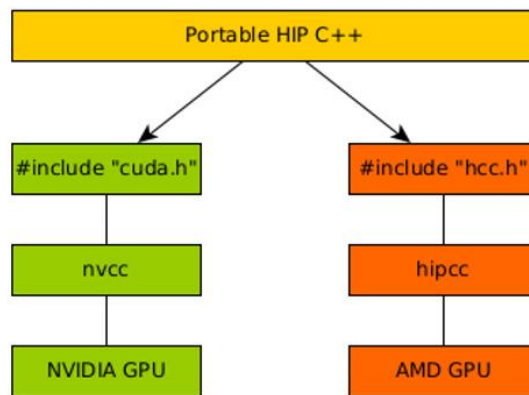 Portable HIP C++
#include "cuda.h"
#include "hcc.h"
nvcc
hipcc
NVIDIA GPU
AMD GPU